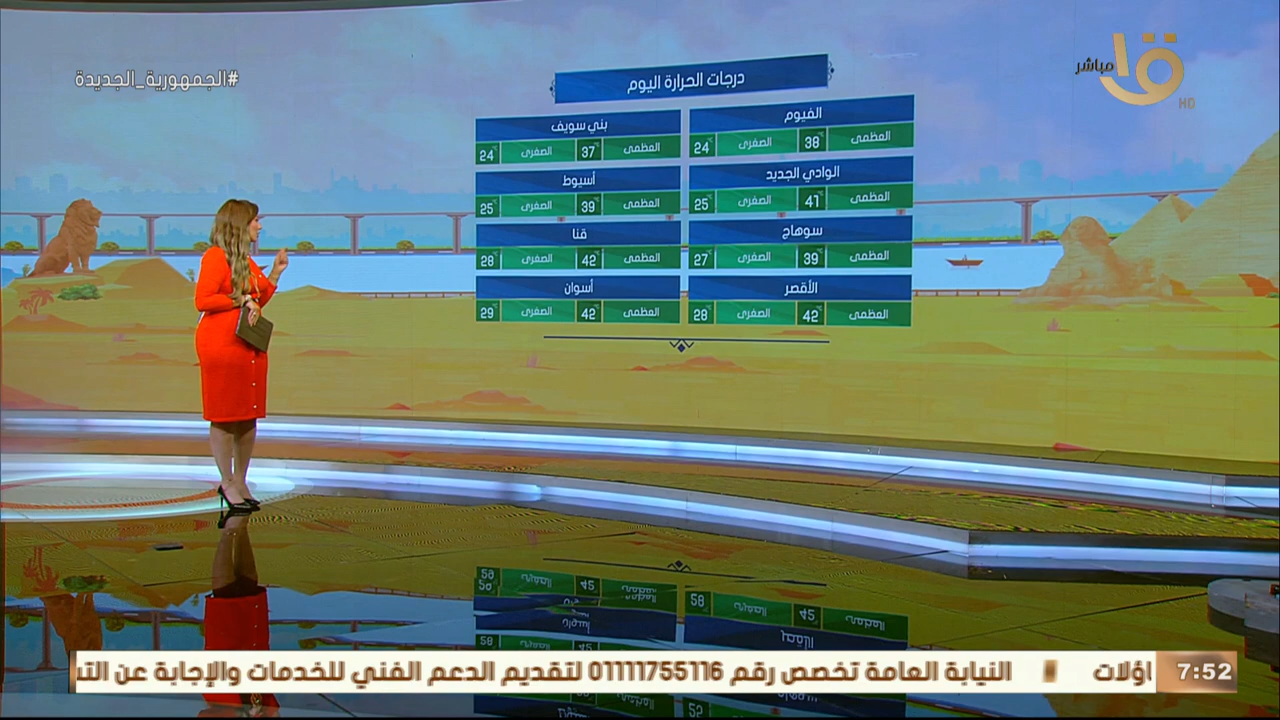 #الجمهورية_الجديدة
مباشر
HD
درجات الحرارة اليوم
الفيوم
العظمى 38° الصغرى 24°
بني سويف
العظمى 37° الصغرى 24°
الوادي الجديد
العظمى 41° الصغرى 25°
أسيوط
العظمى 39° الصغرى 25°
سوهاج
العظمى 39° الصغرى 27°
قنا
العظمى 42° الصغرى 28°
الأقصر
العظمى 42° الصغرى 28°
أسوان
العظمى 42° الصغرى 29°
7:52
النيابة العامة تخصص رقم 01111755116 لتقديم الدعم الفني للخدمات والإجابة عن